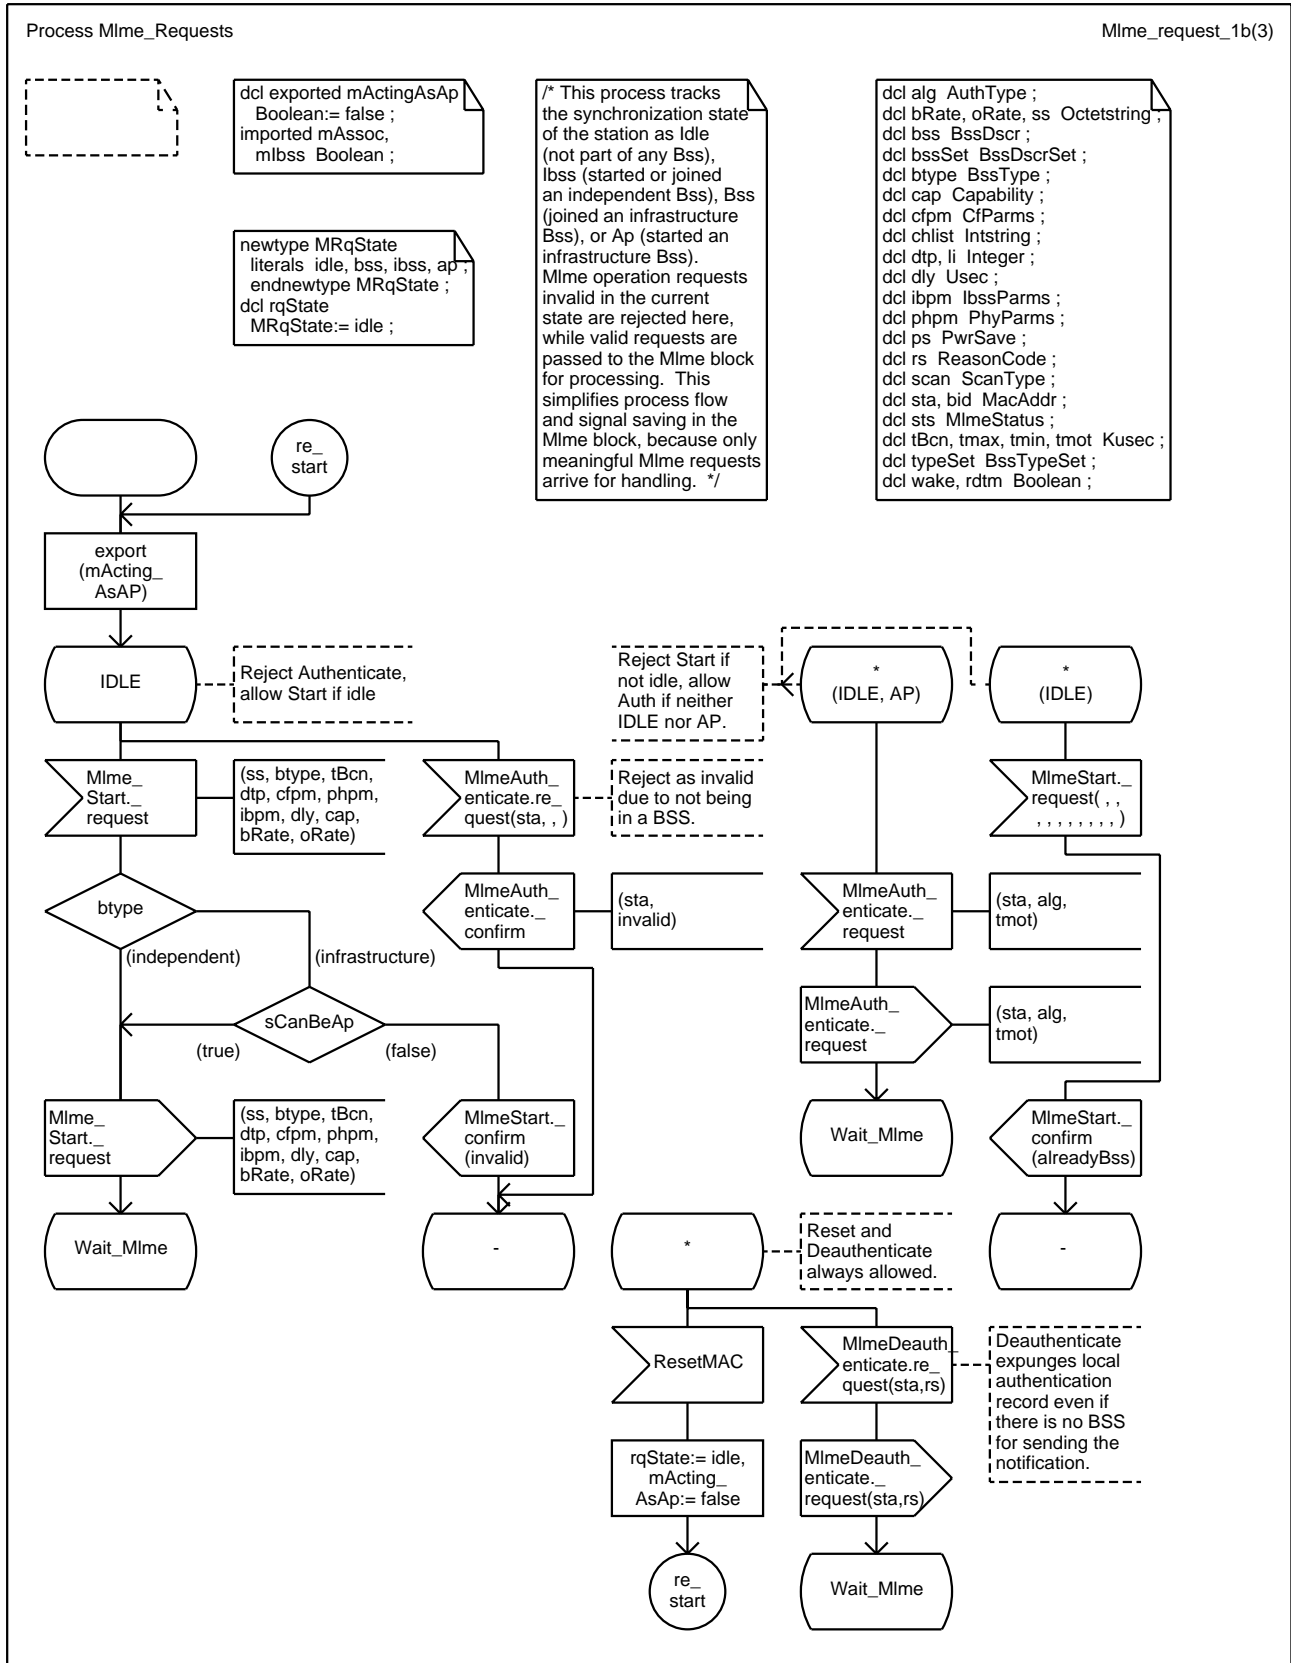 Process Mlme_Requests
Mlme_request_1b(3)
dcl exported mActingAsAp
Boolean:= false ;
imported mAssoc,
mIbss Boolean ;
newtype MRqState
literals idle, bss, ibss, ap ;
endnewtype MRqState ;
dcl rqState
MRqState:= idle ;
/* This process tracks
the synchronization state
of the station as Idle
(not part of any Bss),
Ibss (started or joined
an independent Bss), Bss
(joined an infrastructure
Bss), or Ap (started an
infrastructure Bss).
Mlme operation requests
invalid in the current
state are rejected here,
while valid requests are
passed to the Mlme block
for processing. This
simplifies process flow
and signal saving in the
Mlme block, because only
meaningful Mlme requests
arrive for handling. */
dcl alg AuthType ;
dcl bRate, oRate, ss Octetstring ;
dcl bss BssDscr ;
dcl bssSet BssDscrSet ;
dcl btype BssType ;
dcl cap Capability ;
dcl cfpm CfParms ;
dcl chlist Intstring ;
dcl dtp, li Integer ;
dcl dly Usec ;
dcl ibpm IbssParms ;
dcl phpm PhyParms ;
dcl ps PwrSave ;
dcl rs ReasonCode ;
dcl scan ScanType ;
dcl sta, bid MacAddr ;
dcl sts MlmeStatus ;
dcl tBcn, tmax, tmin, tmot Kusec ;
dcl typeSet BssTypeSet ;
dcl wake, rdtm Boolean ;
re_
start
export
(mActing_
AsAP)
IDLE
Reject Authenticate,
allow Start if idle
Reject Start if
not idle, allow
Auth if neither
IDLE nor AP.
*
(IDLE, AP)
*
(IDLE)
Mlme_
Start._
request
(ss, btype, tBcn,
dtp, cfpm, phpm,
ibpm, dly, cap,
bRate, oRate)
MlmeAuth_
enticate.re_
quest(sta, , )
Reject as invalid
due to not being
in a BSS.
MlmeStart._
request( , ,
, , , , , , , , )
btype
(independent)
(infrastructure)
MlmeAuth_
enticate._
confirm
(sta,
invalid)
MlmeAuth_
enticate._
request
(sta, alg,
tmot)
sCanBeAp
(true)
(false)
MlmeAuth_
enticate._
request
(sta, alg,
tmot)
Mlme_
Start._
request
(ss, btype, tBcn,
dtp, cfpm, phpm,
ibpm, dly, cap,
bRate, oRate)
MlmeStart._
confirm
(invalid)
Wait_Mlme
MlmeStart._
confirm
(alreadyBss)
Wait_Mlme
-
*
Reset and
Deauthenticate
always allowed.
-
ResetMAC
MlmeDeauth_
enticate.re_
quest(sta,rs)
Deauthenticate
expunges local
authentication
record even if
there is no BSS
for sending the
notification.
rqState:= idle,
mActing_
AsAp:= false
MlmeDeauth_
enticate._
request(sta,rs)
re_
start
Wait_Mlme